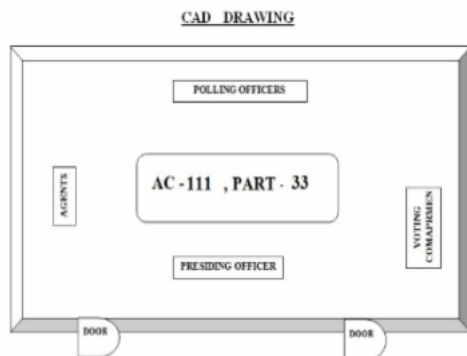 CAD DRAWING
POLLING OFFICERS
AC -111 , PART - 33
AGENTS
VOTING
COMAPRMEN
PRESIDING OFFICER
DOOR
DOOR